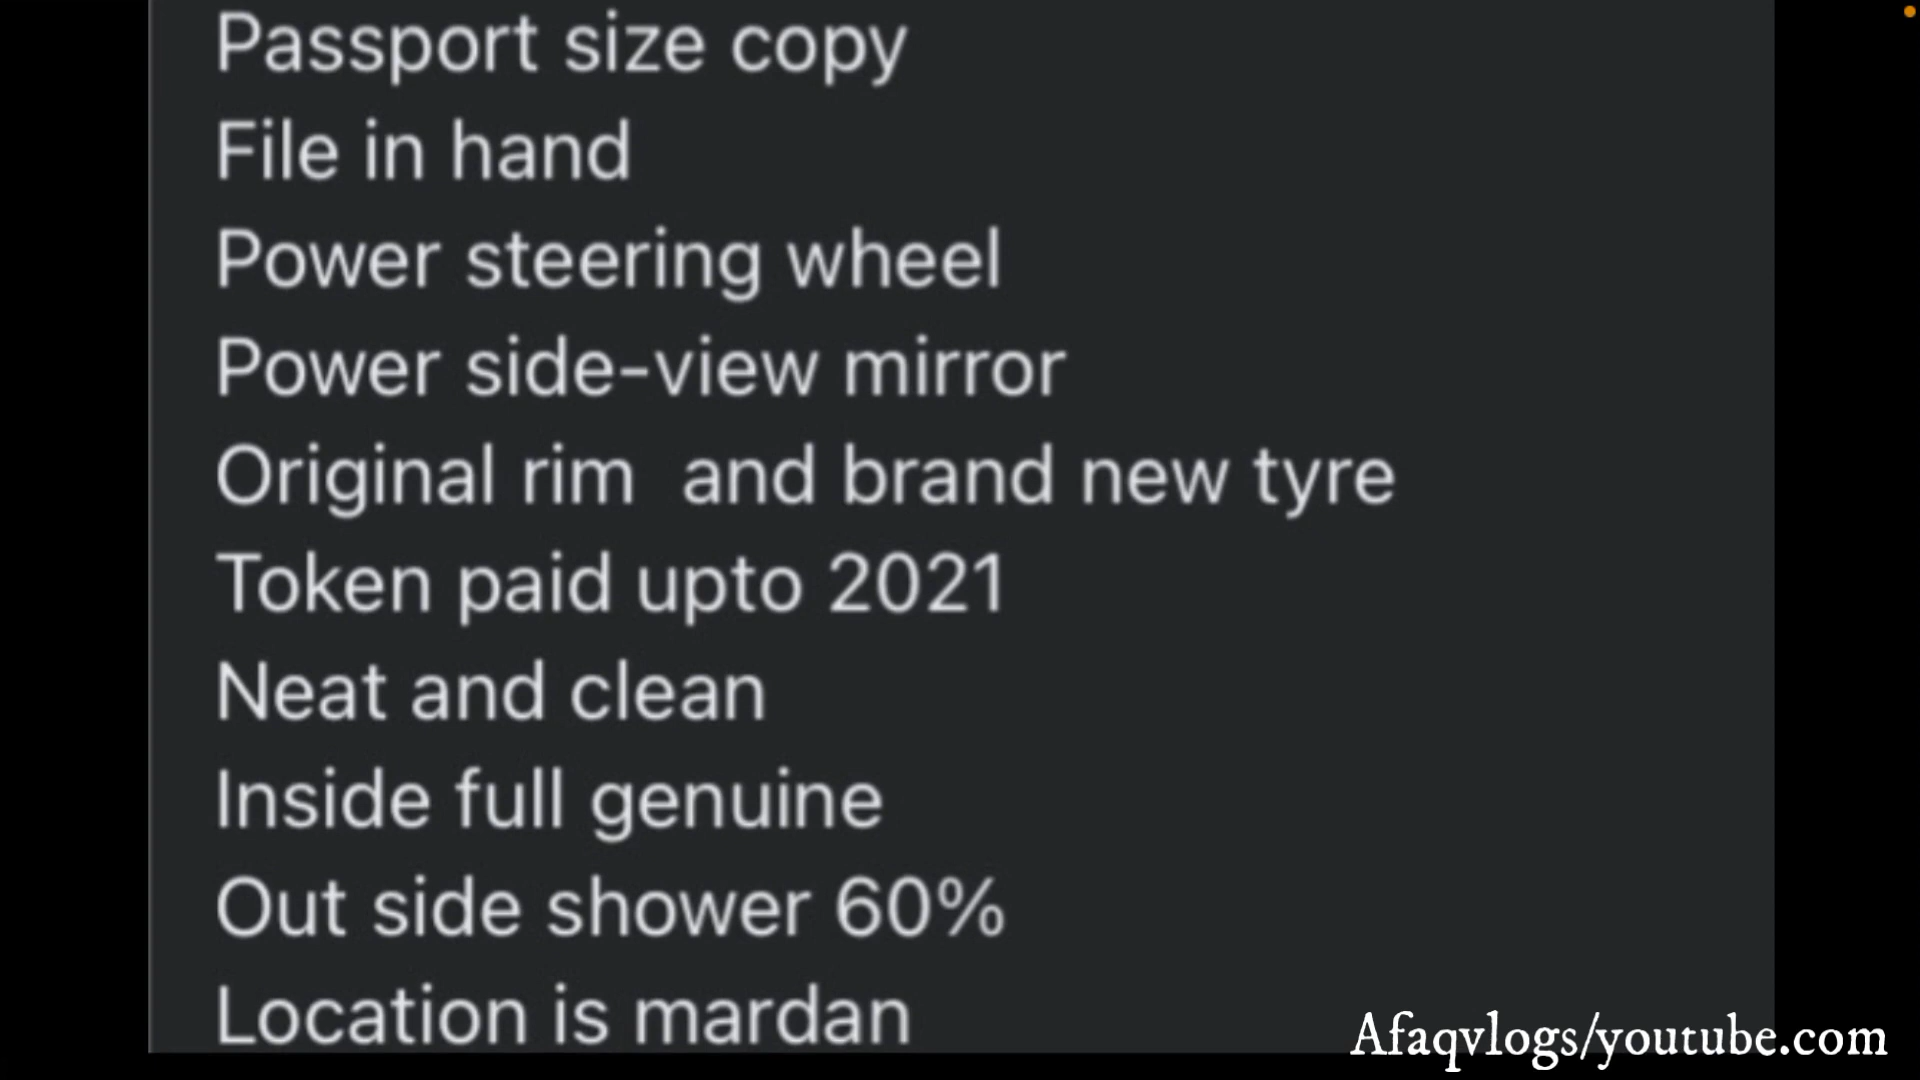 Passport size copy
File in hand
Power steering wheel
Power side-view mirror
Original rim  and brand new tyre
Token paid upto 2021
Neat and clean
Inside full genuine
Out side shower 60%
Location is mardan
Afaqvlogs/youtube.com